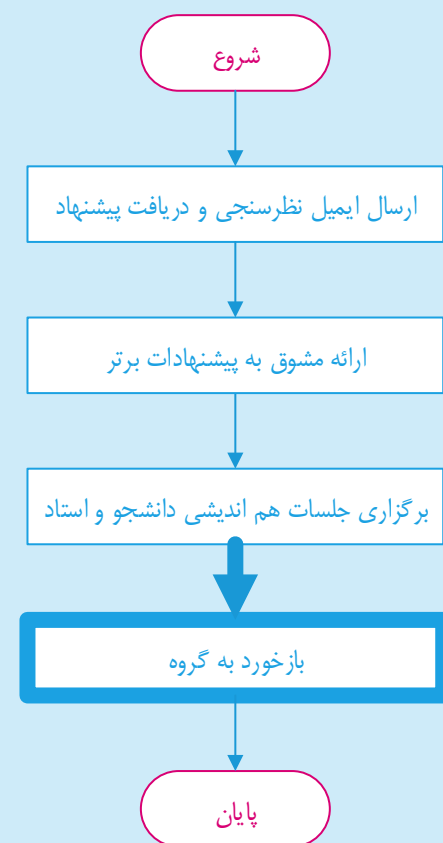 شروع
ارسال ایمیل نظرسنجی و دریافت پیشنهاد
ارائه مشوق به پیشنهادات برتر
برگزاری جلسات هم اندیشی دانشجو و استاد
بازخورد به گروه
پایان